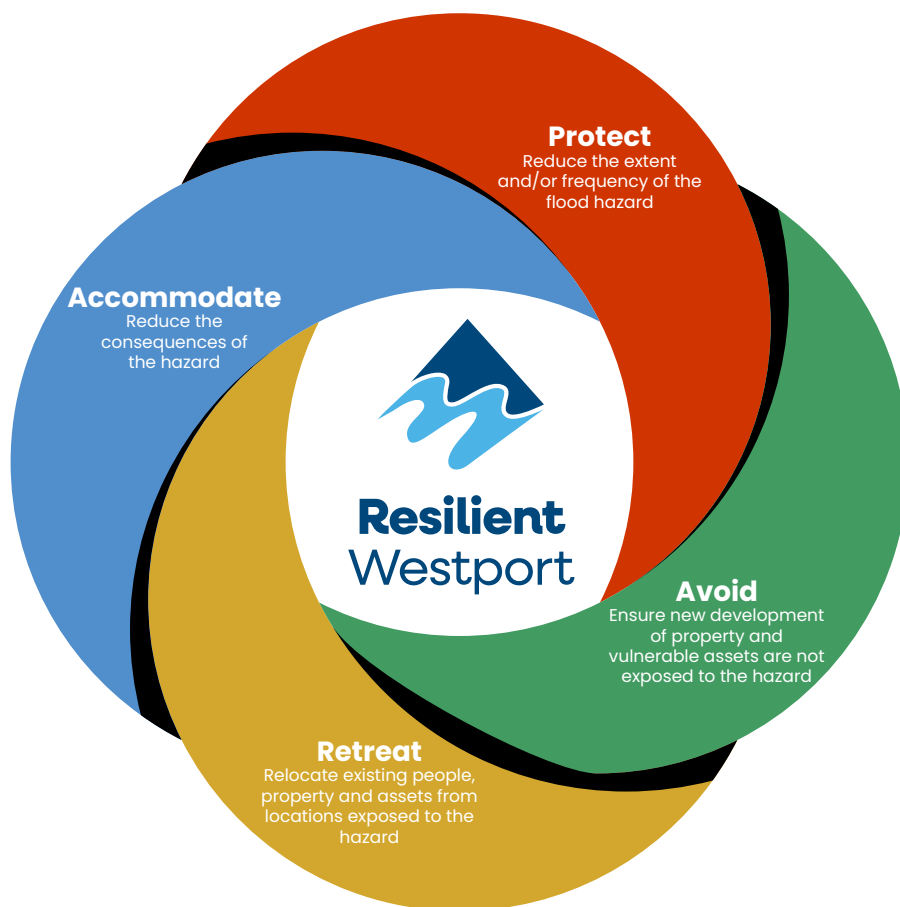 Protect
Reduce the extent
and/or frequency of the
flood hazard
Accommodate
Reduce the
consequences of
the hazard
Resilient
Westport
Avoid
Ensure new development
of property and
vulnerable assets are not
exposed to the hazard
Retreat
Relocate existing people,
property and assets from
locations exposed to the
hazard